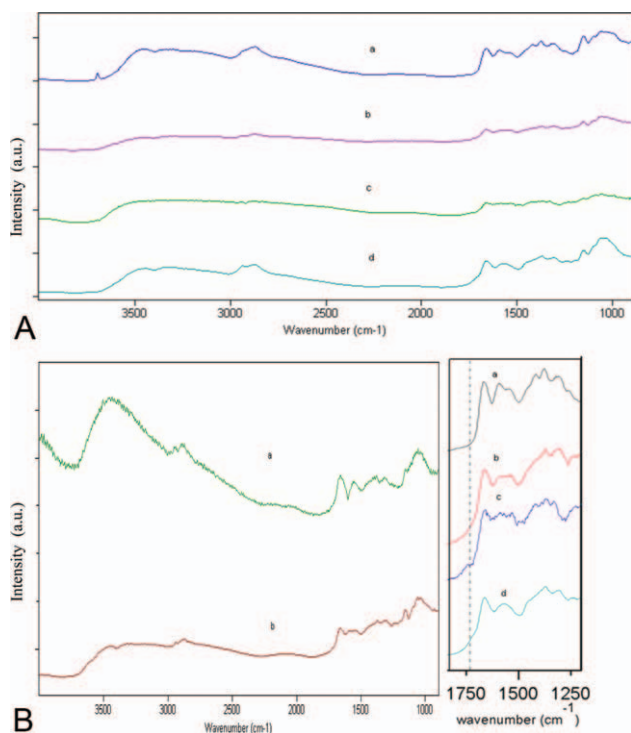 Intensity (a.u.)
a
b
c
d
3500 3000 2500 2000 1500 1000
Wavenumber (cm-1)
A
Intensity (a.u.)
a
b
3500 3000 2500 2000 1500 1000
Wavenumber (cm-1)
B
a
b
c
d
1750 1500 1250
wavenumber (cm-1)